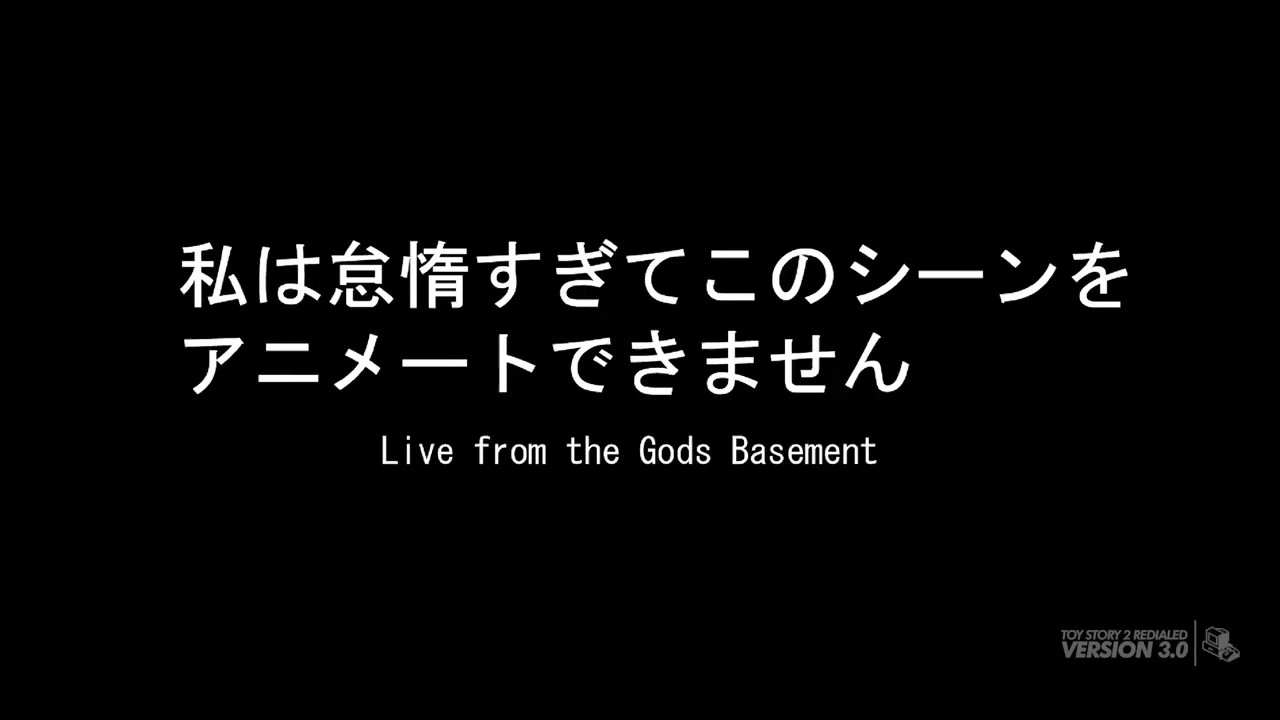 私は怠惰すぎてこのシーンを
アニメートできません
Live from the Gods Basement
TOY STORY 2 REDIALED
VERSION 3.0